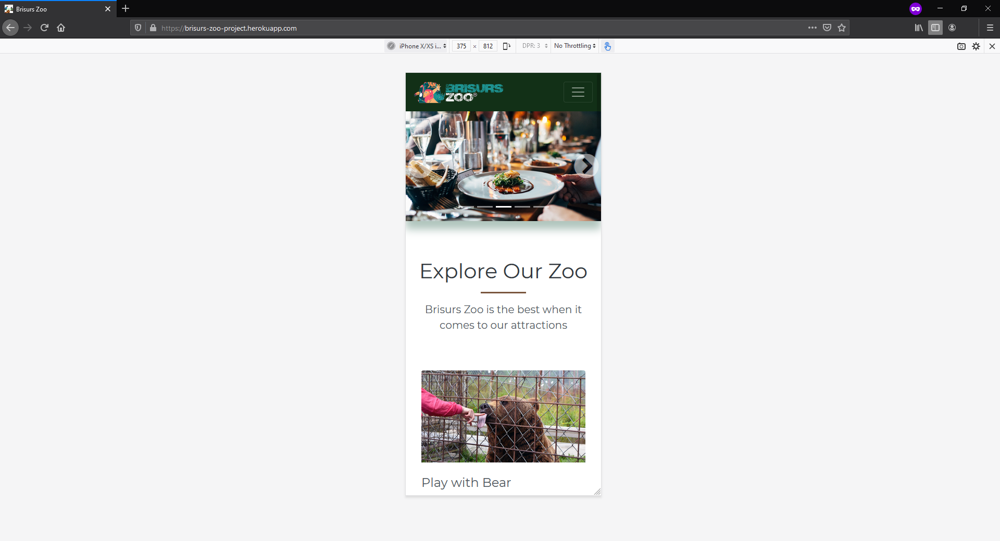 Brisurs Zoo
https://brisurs-zoo-project.herokuapp.com
iPhone X/XS i... 375 × 812 DPR: 3 No Throttling
BRISURS
ZOO®
Explore Our Zoo
Brisurs Zoo is the best when it
comes to our attractions
Play with Bear